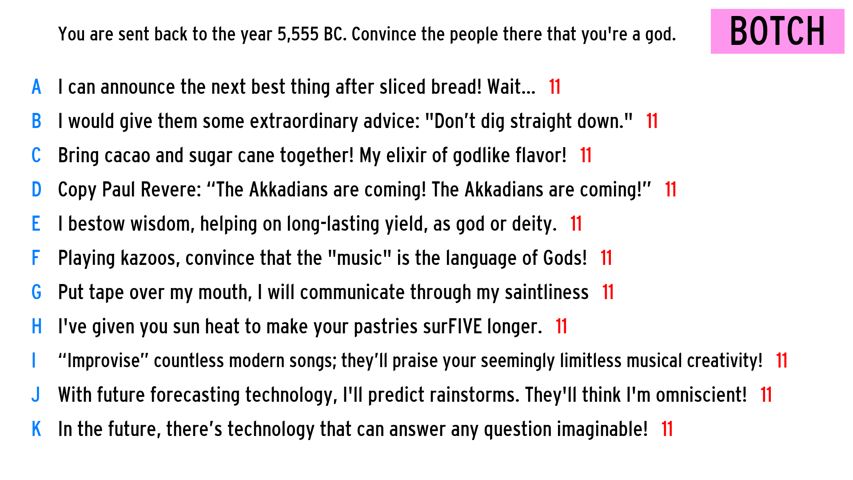 You are sent back to the year 5,555 BC. Convince the people there that you're a god.
BOTCH
A I can announce the next best thing after sliced bread! Wait... 11
B I would give them some extraordinary advice: "Don’t dig straight down." 11
C Bring cacao and sugar cane together! My elixir of godlike flavor! 11
D Copy Paul Revere: “The Akkadians are coming! The Akkadians are coming!” 11
E I bestow wisdom, helping on long-lasting yield, as god or deity. 11
F Playing kazoos, convince that the "music" is the language of Gods! 11
G Put tape over my mouth, I will communicate through my saintliness 11
H I've given you sun heat to make your pastries surFIVE longer. 11
I “Improvise” countless modern songs; they’ll praise your seemingly limitless musical creativity! 11
J With future forecasting technology, I'll predict rainstorms. They'll think I'm omniscient! 11
K In the future, there’s technology that can answer any question imaginable! 11